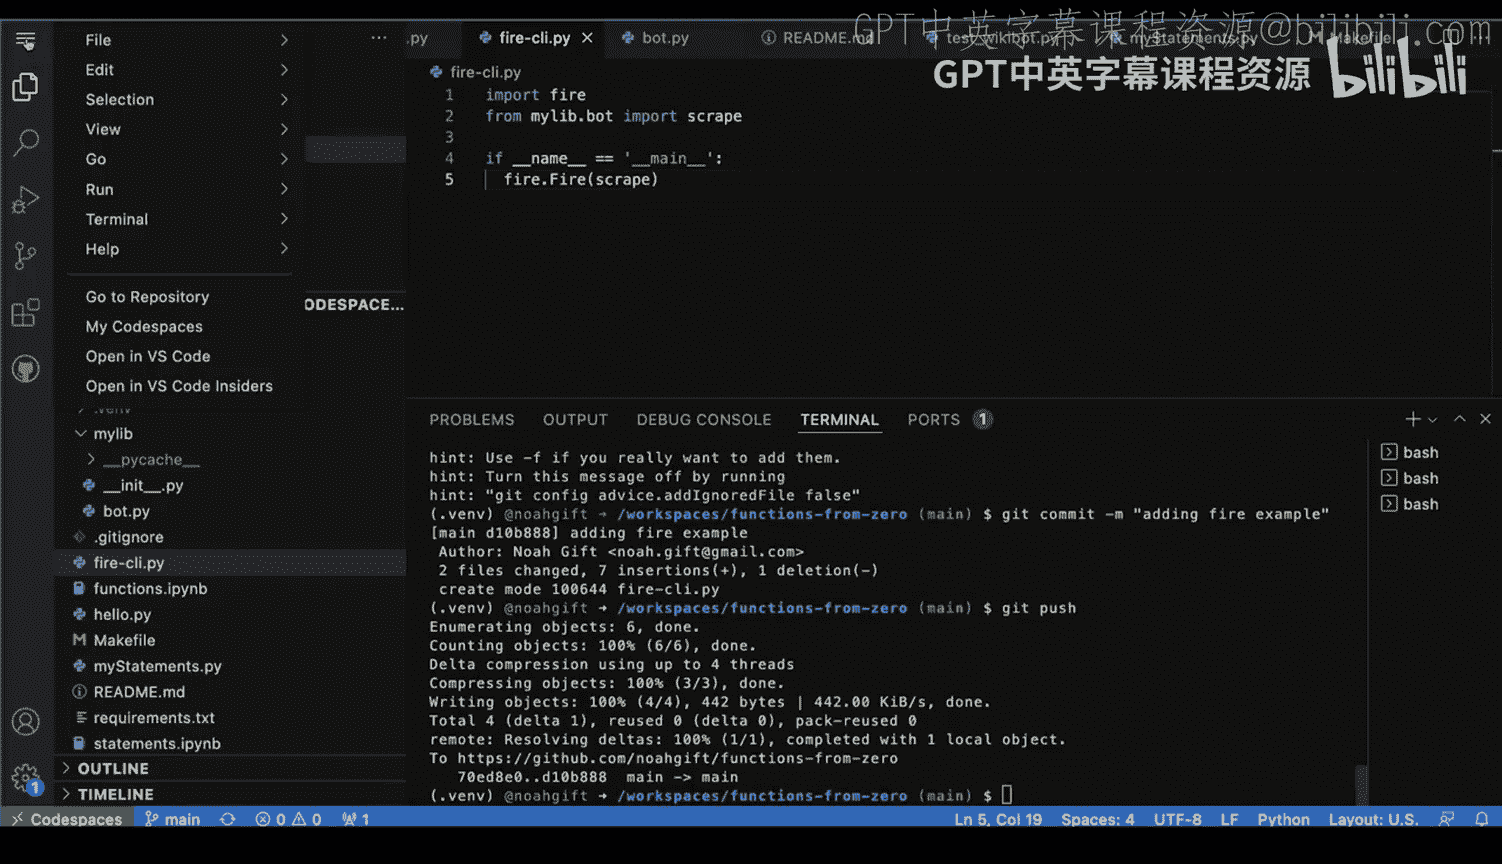 GPT中英字幕课程资源@bilibili.com
GPT中英字幕课程资源 bilibili
File
Edit
Selection
View
Go
Run
Terminal
Help
Go to Repository
My Codespaces
Open in VS Code
Open in VS Code Insiders
ODESPACE...
.venv
mylib
__pycache__
__init__.py
bot.py
.gitignore
fire-cli.py
functions.ipynb
hello.py
Makefile
myStatements.py
README.md
requirements.txt
statements.ipynb
OUTLINE
TIMELINE
... .py fire-cli.py bot.py README.md test_wikibot.py myStatements.py Makefile
fire-cli.py
1 import fire
2 from mylib.bot import scrape
3
4 if __name__ == '__main__':
5 fire.Fire(scrape)
PROBLEMS OUTPUT DEBUG CONSOLE TERMINAL PORTS 1
hint: Use -f if you really want to add them.
hint: Turn this message off by running
hint: "git config advice.addIgnoredFile false"
(.venv) @noahgift → /workspaces/functions-from-zero (main) $ git commit -m "adding fire example"
[main d10b888] adding fire example
Author: Noah Gift <noah.gift@gmail.com>
2 files changed, 7 insertions(+), 1 deletion(-)
create mode 100644 fire-cli.py
(.venv) @noahgift → /workspaces/functions-from-zero (main) $ git push
Enumerating objects: 6, done.
Counting objects: 100% (6/6), done.
Delta compression using up to 4 threads
Compressing objects: 100% (3/3), done.
Writing objects: 100% (4/4), 442 bytes | 442.00 KiB/s, done.
Total 4 (delta 1), reused 0 (delta 0), pack-reused 0
remote: Resolving deltas: 100% (1/1), completed with 1 local object.
To https://github.com/noahgift/functions-from-zero
70ed8e0..d10b888 main -> main
(.venv) @noahgift → /workspaces/functions-from-zero (main) $
bash
bash
bash
1
Codespaces main 0 0 1 Ln 5, Col 19 Spaces: 4 UTF-8 LF Python Layout: U.S.